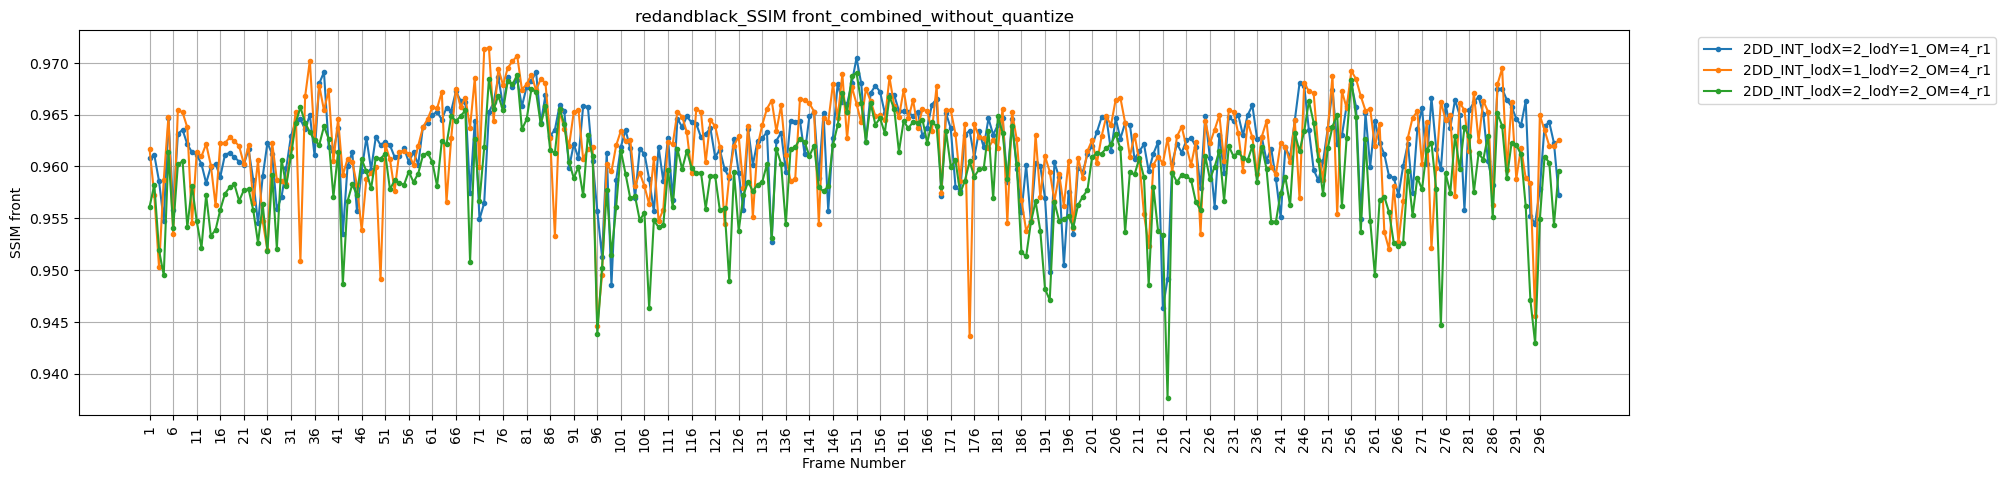 redandblack_SSIM front_combined_without_quantize
2DD_INT_lodX=2_lodY=1_OM=4_r1
2DD_INT_lodX=1_lodY=2_OM=4_r1
2DD_INT_lodX=2_lodY=2_OM=4_r1
SSIM front
0.970
0.965
0.960
0.955
0.950
0.945
0.940
1 6 11 16 21 26 31 36 41 46 51 56 61 66 71 76 81 86 91 96 101 106 111 116 121 126 131 136 141 146 151 156 161 166 171 176 181 186 191 196 201 206 211 216 221 226 231 236 241 246 251 256 261 266 271 276 281 286 291 296
Frame Number